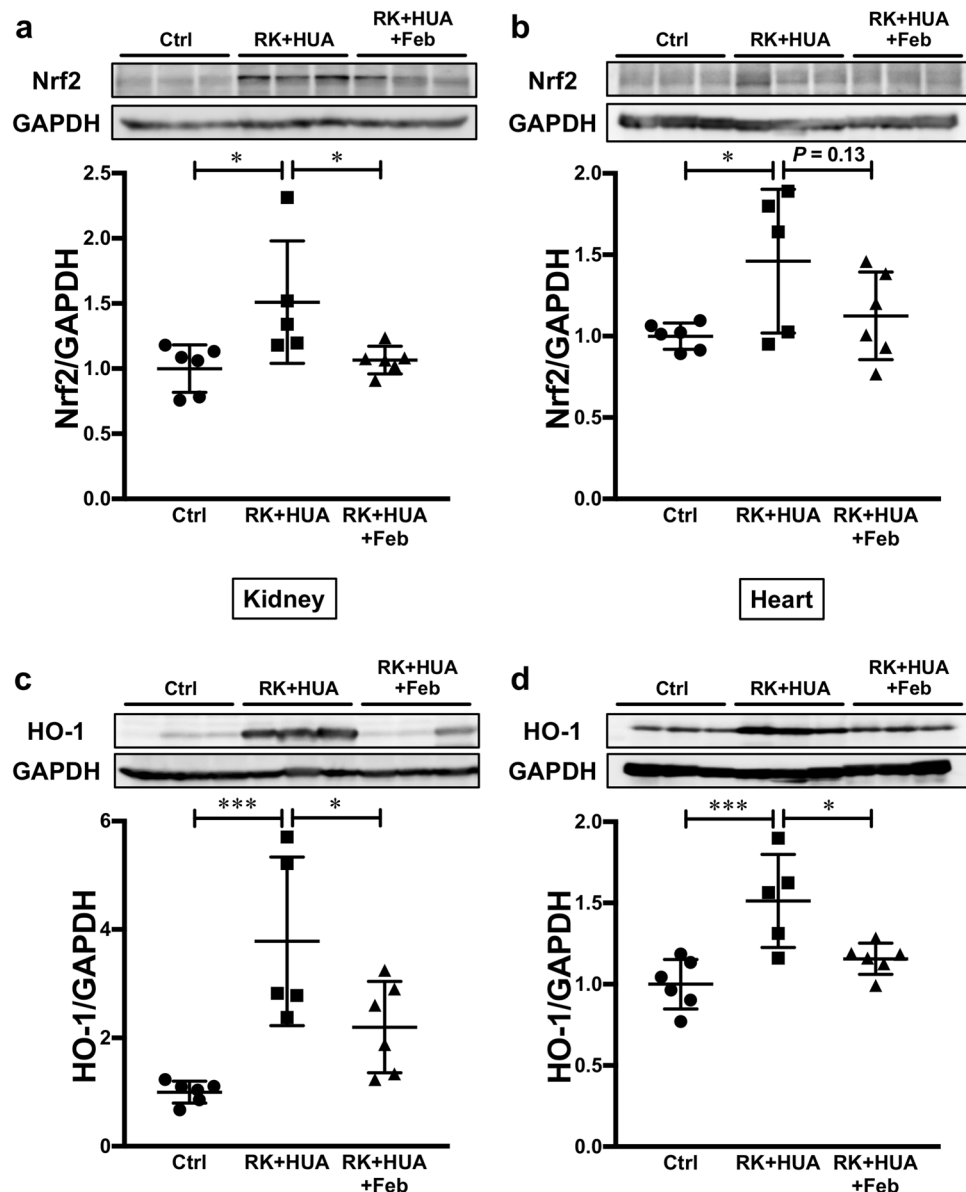 a
Ctrl RK+HUA RK+HUA
+Feb
Nrf2
GAPDH
* *
Nrf2/GAPDH
2.5
2.0
1.5
1.0
0.5
0.0
Ctrl RK+HUA RK+HUA
+Feb
b
Ctrl RK+HUA RK+HUA
+Feb
Nrf2
GAPDH
* P = 0.13
Nrf2/GAPDH
2.0
1.5
1.0
0.5
0.0
Ctrl RK+HUA RK+HUA
+Feb
Kidney
Heart
c
Ctrl RK+HUA RK+HUA
+Feb
HO-1
GAPDH
*** *
HO-1/GAPDH
6
4
2
0
Ctrl RK+HUA RK+HUA
+Feb
d
Ctrl RK+HUA RK+HUA
+Feb
HO-1
GAPDH
*** *
HO-1/GAPDH
2.0
1.5
1.0
0.5
0.0
Ctrl RK+HUA RK+HUA
+Feb